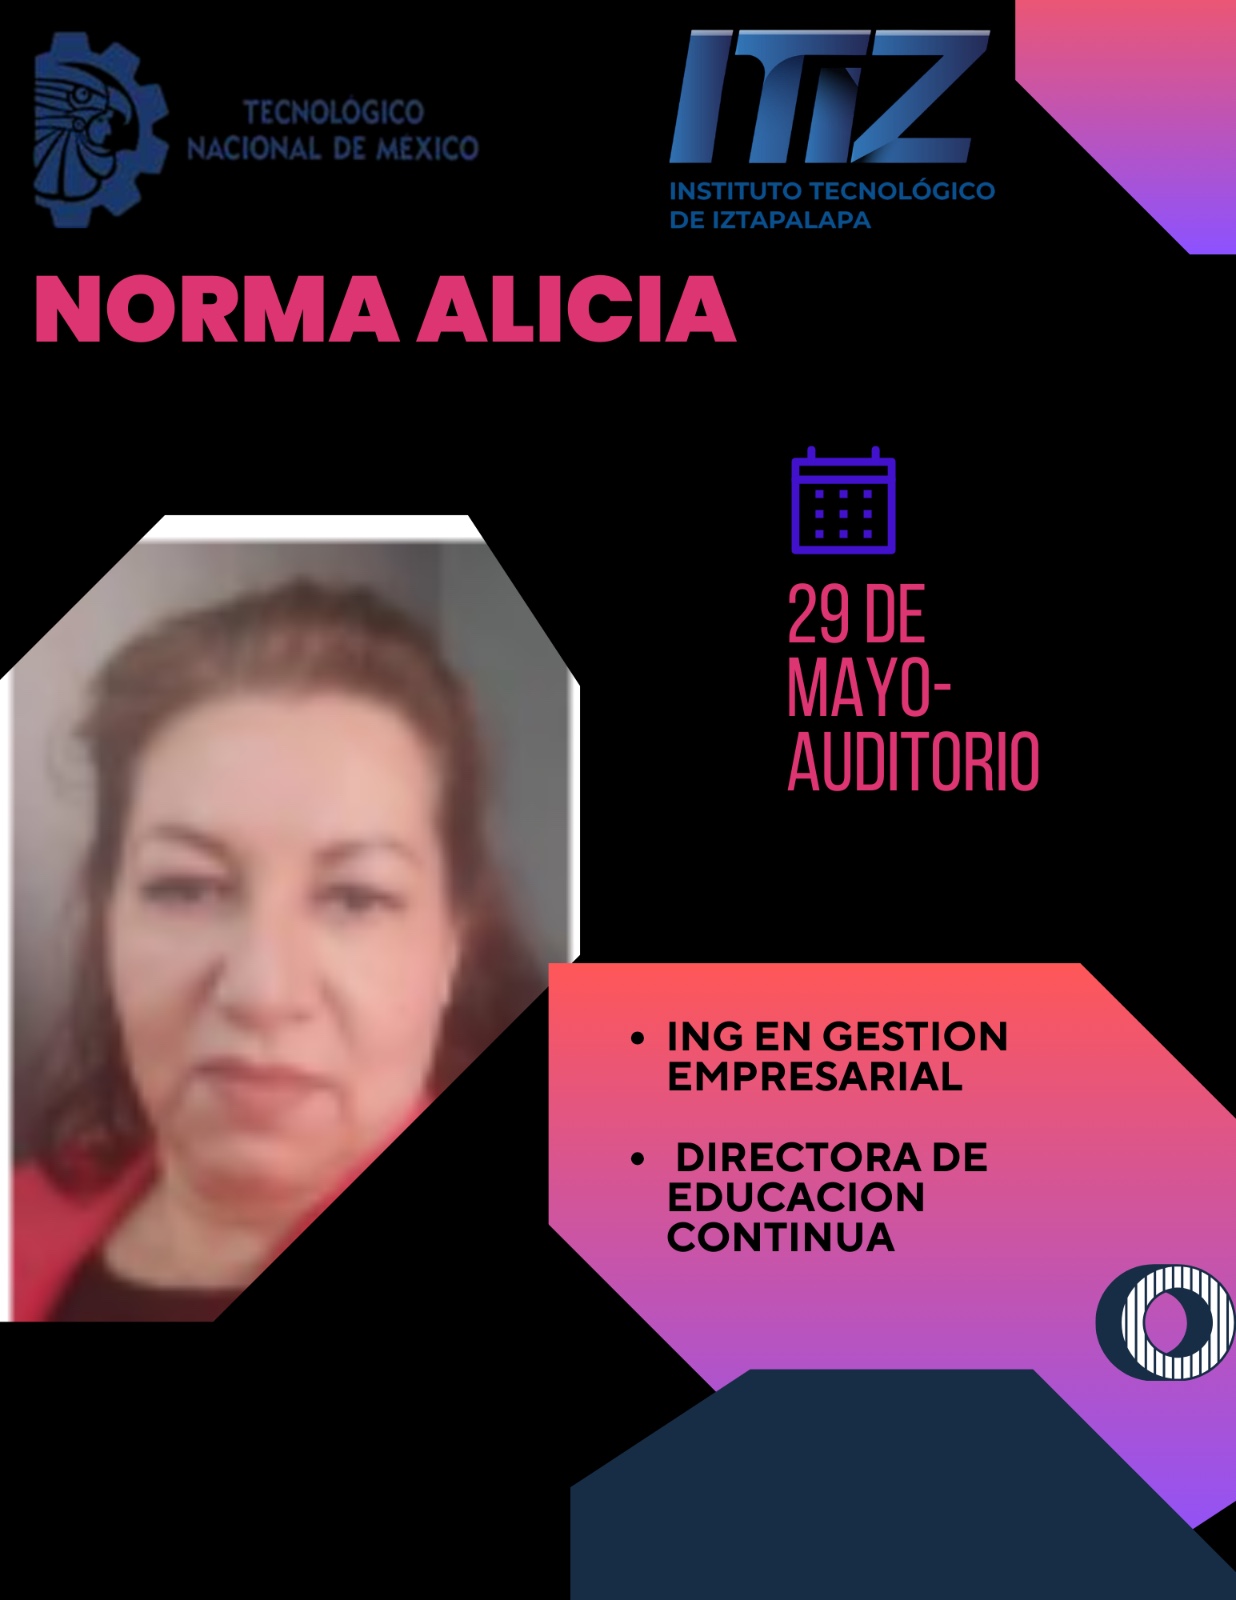 TECNOLÓGICO
NACIONAL DE MÉXICO
ITIZ
INSTITUTO TECNOLÓGICO
DE IZTAPALAPA
NORMA ALICIA
29 DE
MAYO-
AUDITORIO
• ING EN GESTION
EMPRESARIAL
• DIRECTORA DE
EDUCACION
CONTINUA